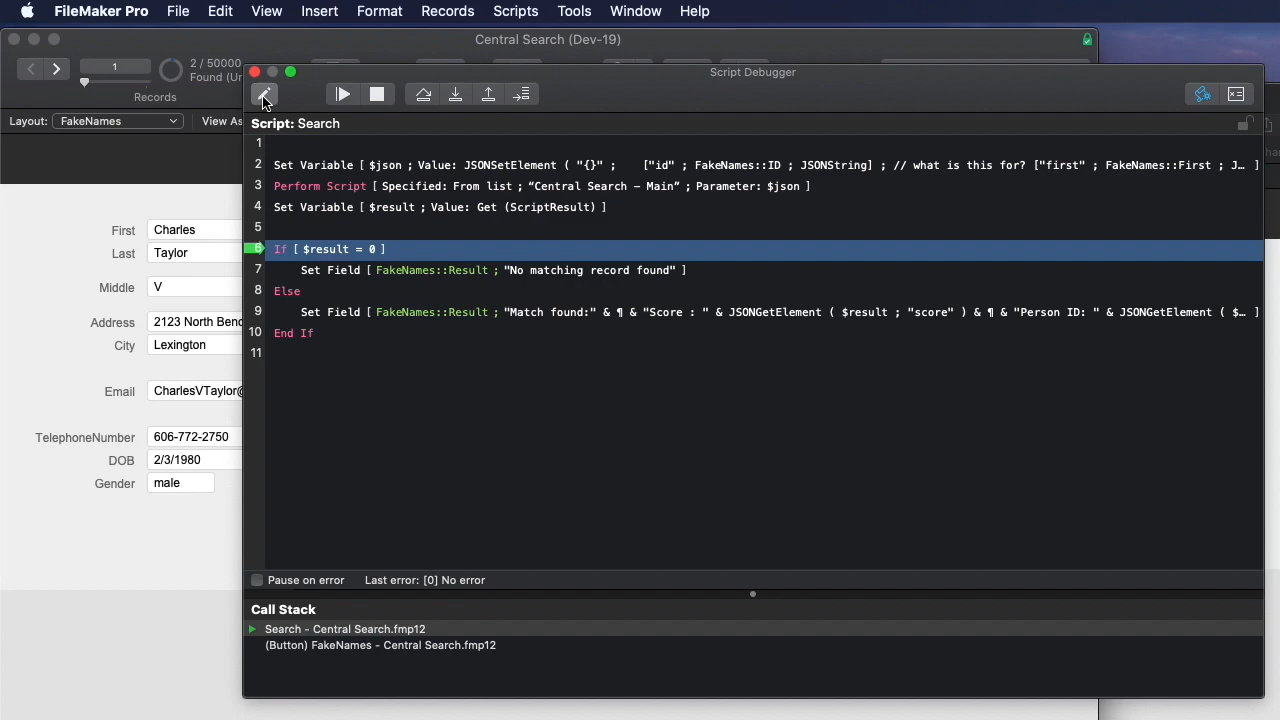 FileMaker Pro File Edit View Insert Format Records Scripts Tools Window Help
Central Search (Dev-19)
1
2 / 50000
Found (Un
Records
Layout: FakeNames View As
Script Debugger
Script: Search
1
2 Set Variable [ $json ; Value: JSONSetElement ( "{}" ; ["id" ; FakeNames::ID ; JSONString] ; // what is this for? ["first" ; FakeNames::First ; J… ]
3 Perform Script [ Specified: From list ; “Central Search – Main” ; Parameter: $json ]
4 Set Variable [ $result ; Value: Get (ScriptResult) ]
5
6 If [ $result = 0 ]
7 Set Field [ FakeNames::Result ; "No matching record found" ]
8 Else
9 Set Field [ FakeNames::Result ; "Match found:" & ¶ & "Score : " & JSONGetElement ( $result ; "score" ) & ¶ & "Person ID: " & JSONGetElement ( $… ]
10 End If
11
First Charles
Last Taylor
Middle V
Address 2123 North Bend
City Lexington
Email CharlesVTaylor@
TelephoneNumber 606-772-2750
DOB 2/3/1980
Gender male
Pause on error Last error: [0] No error
Call Stack
Search - Central Search.fmp12
(Button) FakeNames - Central Search.fmp12